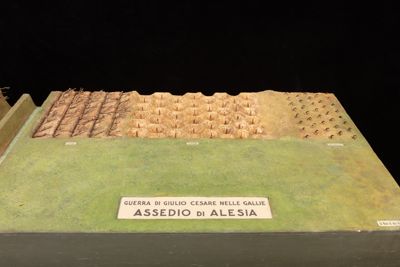 GUERRA DI GIULIO CESARE NELLE GALLIE
ASSEDIO DI ALESIA